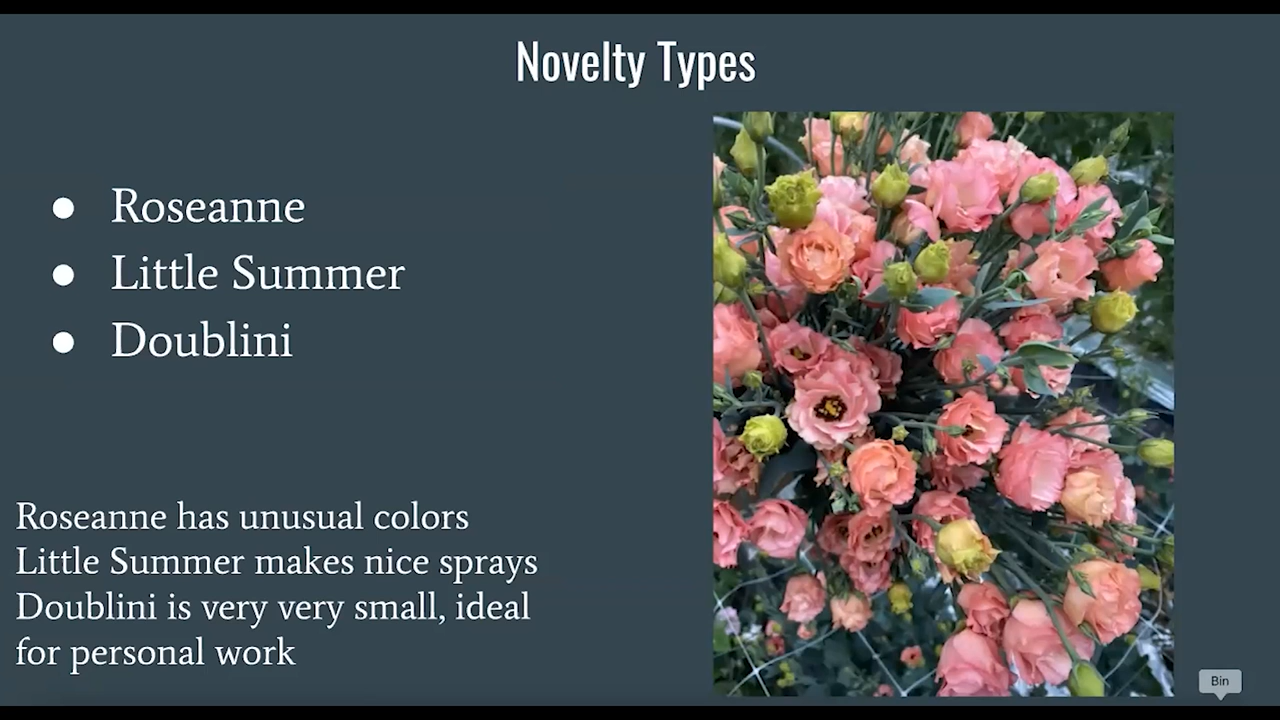 Novelty Types
● Roseanne
● Little Summer
● Doublini
Roseanne has unusual colors
Little Summer makes nice sprays
Doublini is very very small, ideal
for personal work
Bin